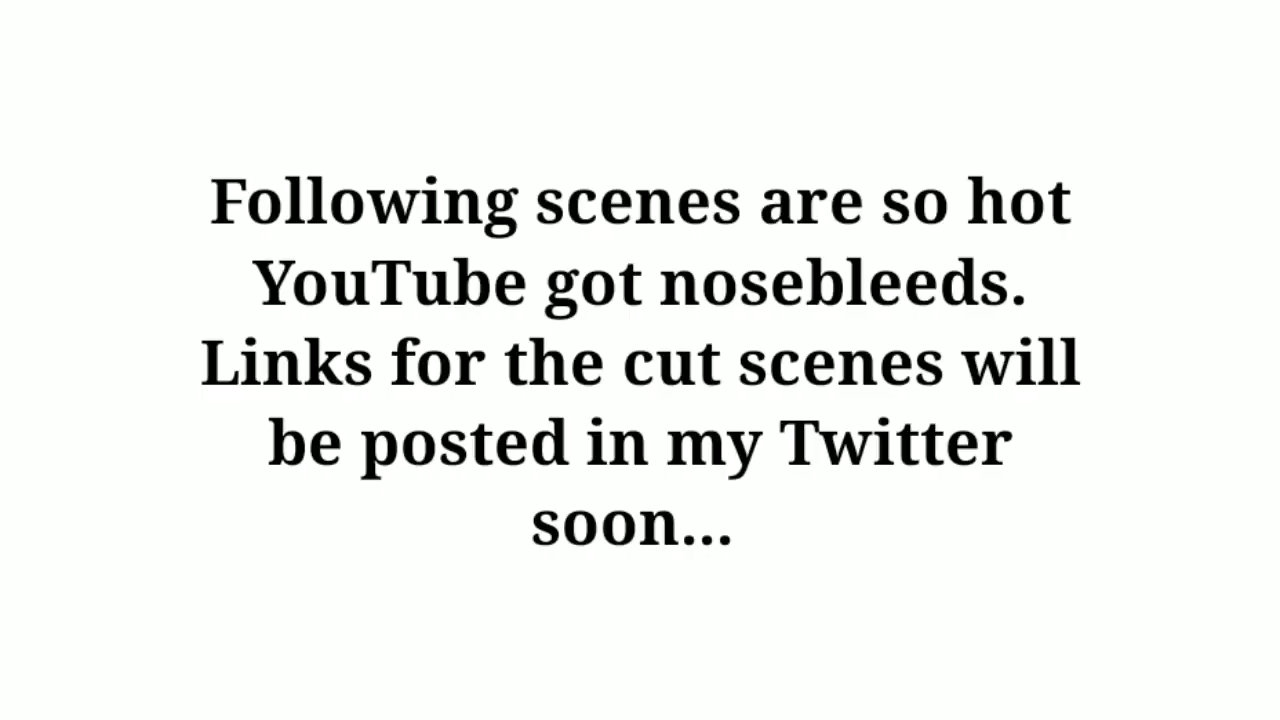 Following scenes are so hot
YouTube got nosebleeds.
Links for the cut scenes will
be posted in my Twitter
soon...